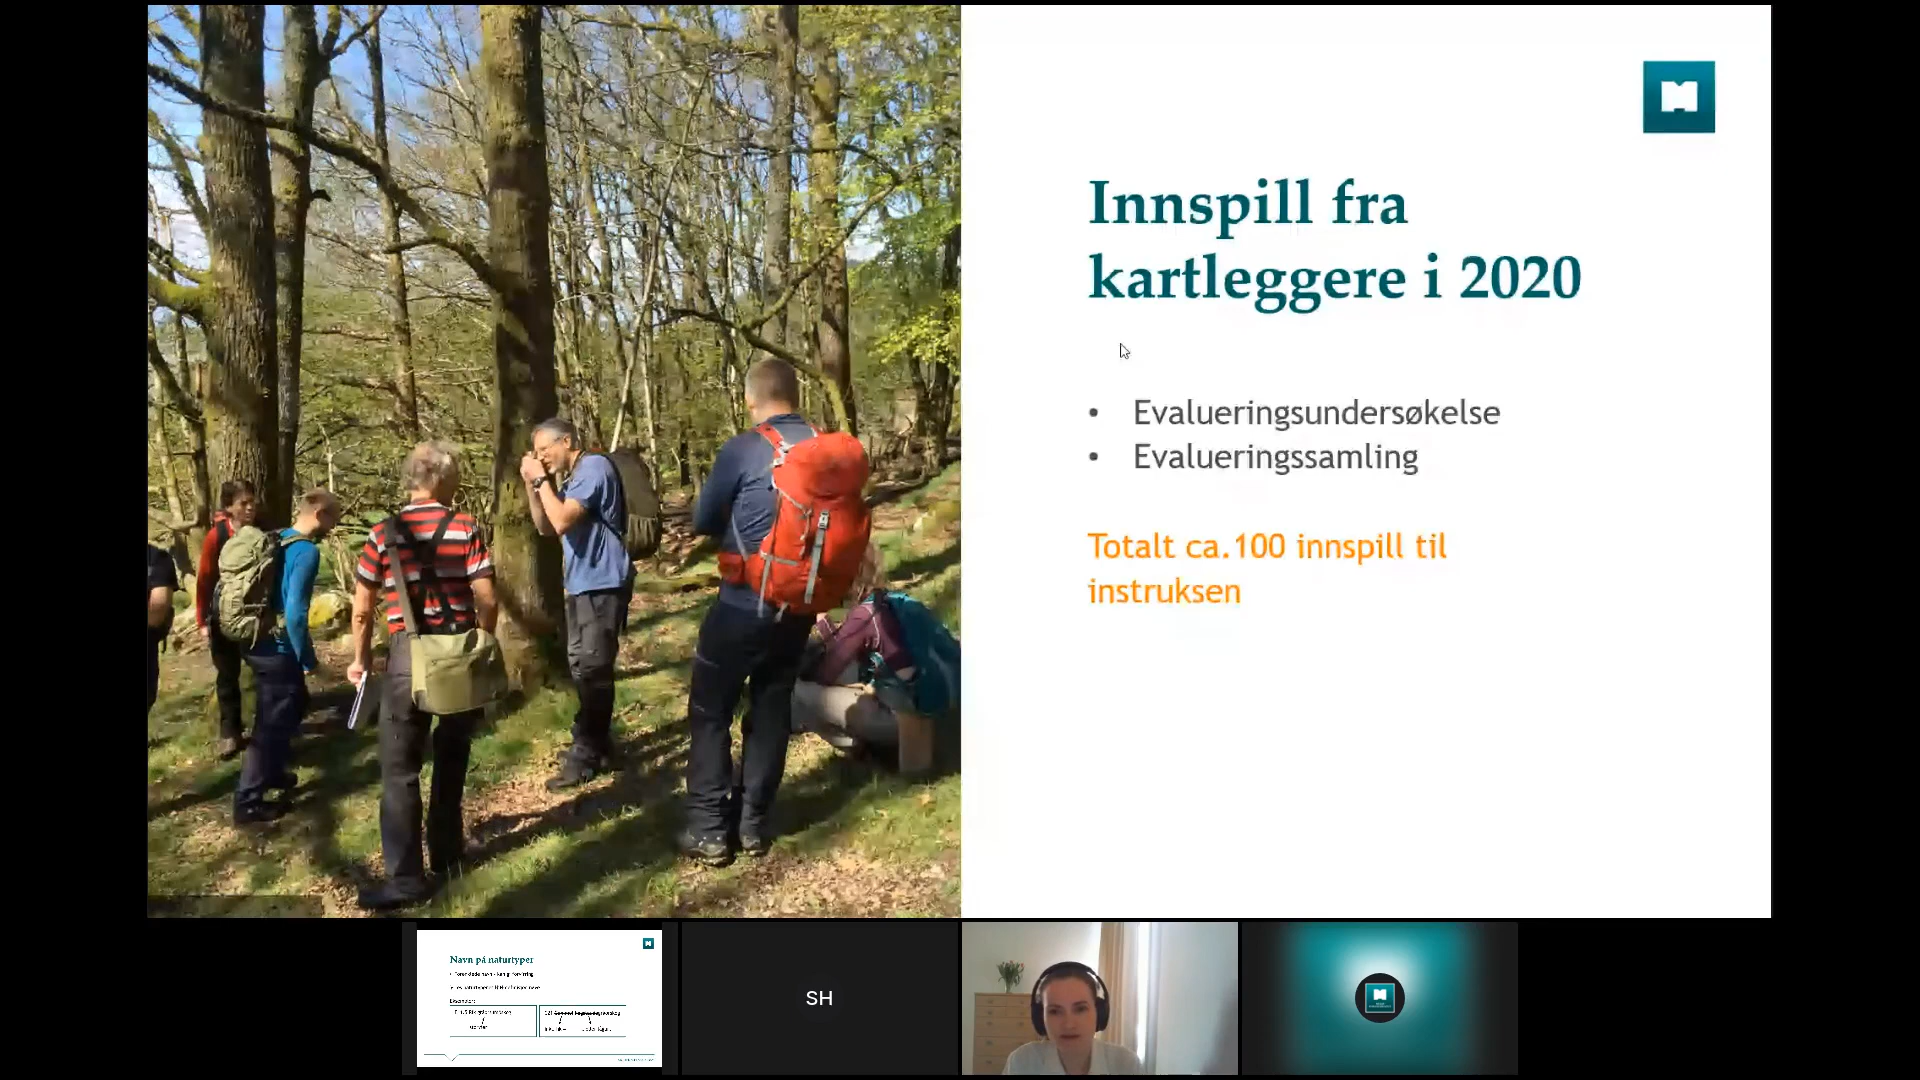 Innspill fra
kartleggere i 2020
• Evalueringsundersøkelse
• Evalueringssamling
Totalt ca.100 innspill til
instruksen
Navn på naturtyper
SH